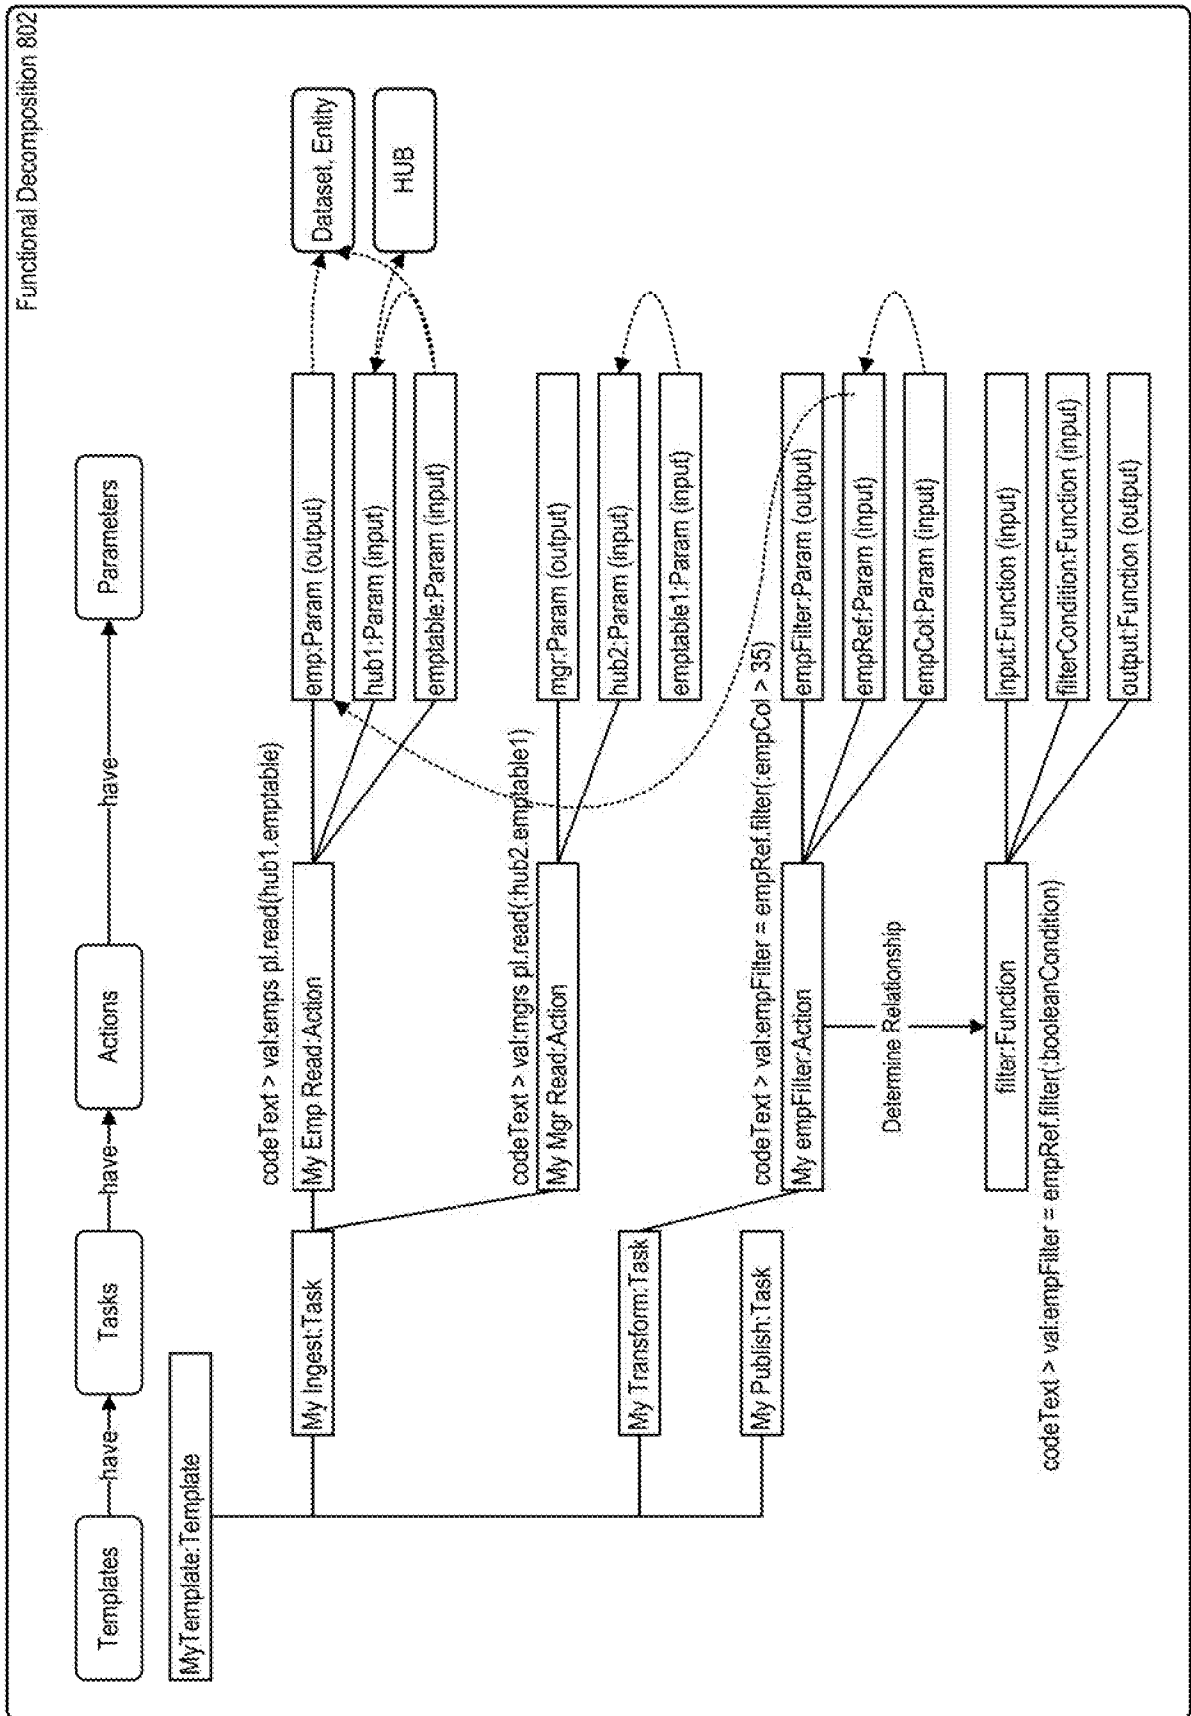 Functional Decomposition 802
Templates
have
Tasks
have
Actions
have
Parameters
MyTemplate:Template
codeText > val:emps pl.read(hub1.emptable)
My Ingest:Task
My Emp Read:Action
emp:Param (output)
hub1:Param (input)
emptable:Param (input)
Dataset, Entity
HUB
codeText > val:mgrs pl.read(:hub2.emptable1)
My Mgr Read:Action
mgr:Param (output)
hub2:Param (input)
emptable1:Param (input)
My Transform:Task
My Publish:Task
codeText > val:empFilter = empRef.filter(:empCol > 35)
My empFilter:Action
empFilter:Param (output)
empRef:Param (input)
empCol:Param (input)
Determine Relationship
filter:Function
input:Function (input)
filterCondition:Function (input)
output:Function (output)
codeText > val:empFilter = empRef.filter(:booleanCondition)